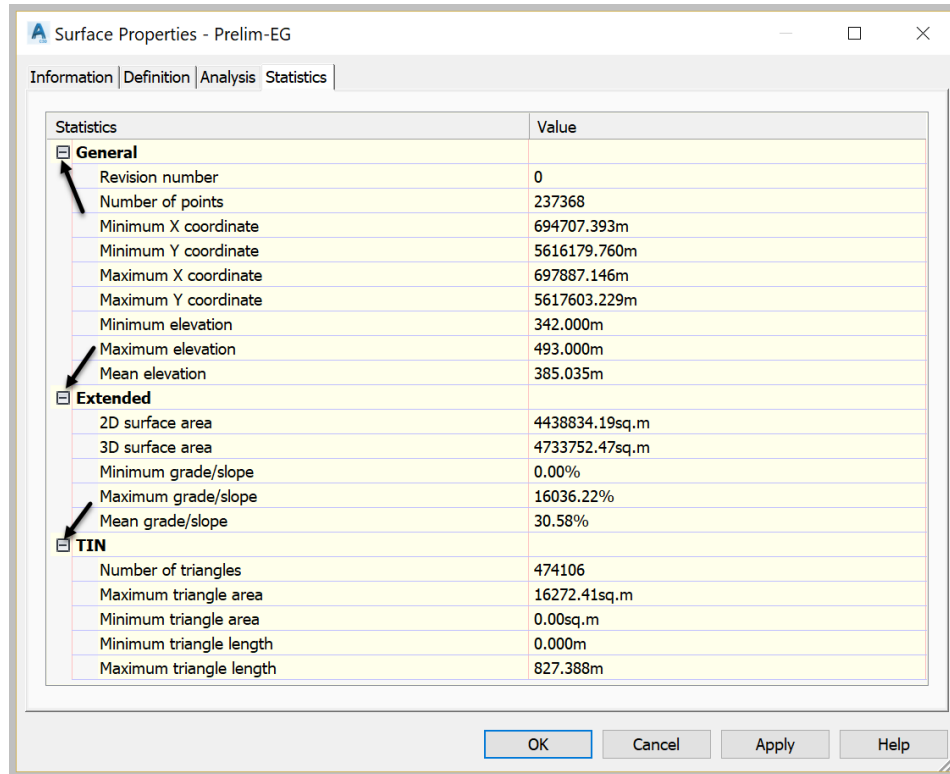 Surface Properties - Prelim-EG
Information Definition Analysis Statistics
Statistics Value
General
Revision number 0
Number of points 237368
Minimum X coordinate 694707.393m
Minimum Y coordinate 5616179.760m
Maximum X coordinate 697887.146m
Maximum Y coordinate 5617603.229m
Minimum elevation 342.000m
Maximum elevation 493.000m
Mean elevation 385.035m
Extended
2D surface area 4438834.19sq.m
3D surface area 4733752.47sq.m
Minimum grade/slope 0.00%
Maximum grade/slope 16036.22%
Mean grade/slope 30.58%
TIN
Number of triangles 474106
Maximum triangle area 16272.41sq.m
Minimum triangle area 0.00sq.m
Minimum triangle length 0.000m
Maximum triangle length 827.388m
OK Cancel Apply Help